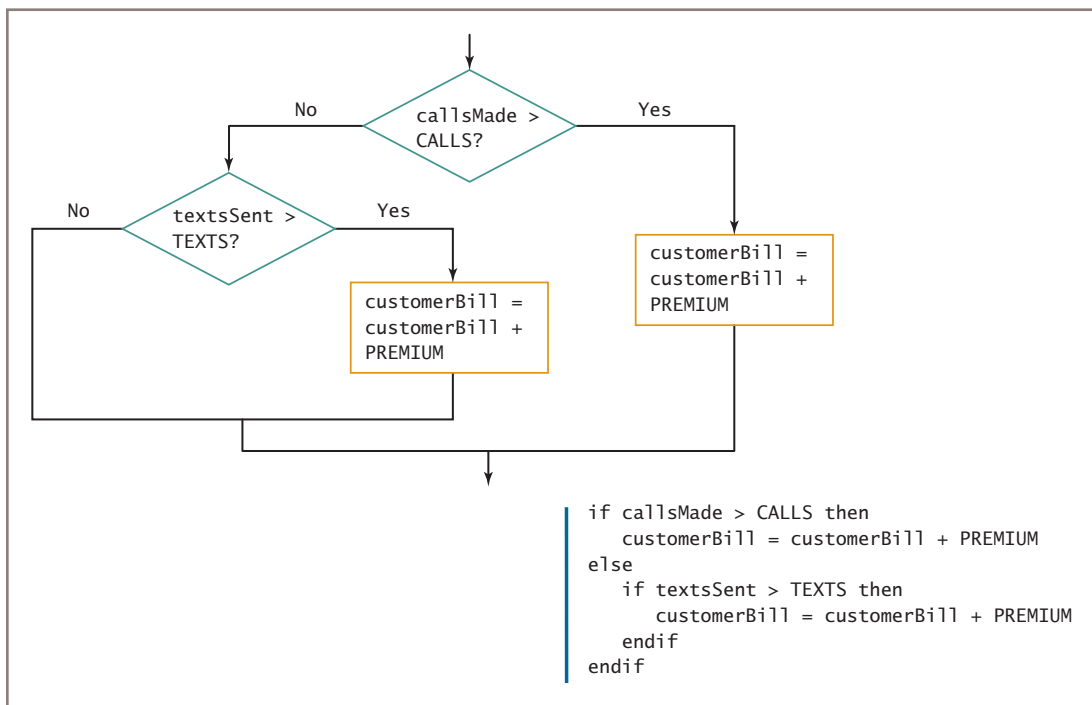 No
callsMade >
CALLS?
Yes
No
textsSent >
TEXTS?
Yes
customerBill =
customerBill +
PREMIUM
customerBill =
customerBill +
PREMIUM
if callsMade > CALLS then
   customerBill = customerBill + PREMIUM
else
   if textsSent > TEXTS then
      customerBill = customerBill + PREMIUM
   endif
endif